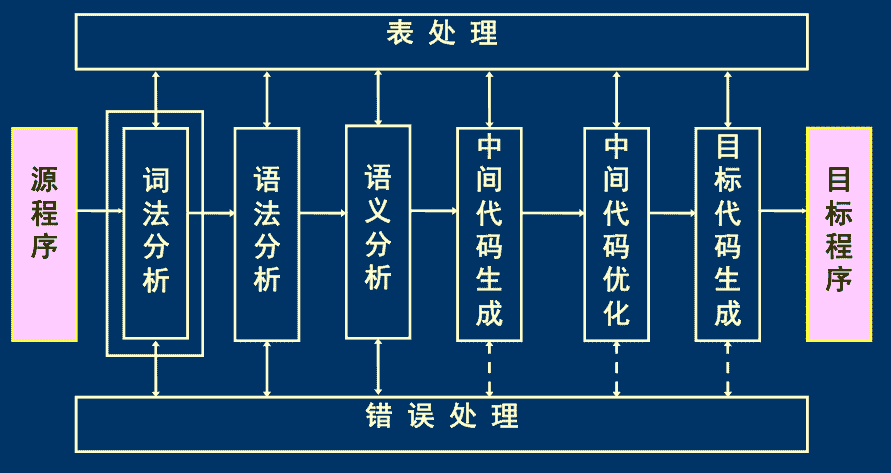 表处理
源程序
词法分析
语法分析
语义分析
中间代码生成
中间代码优化
目标代码生成
目标程序
错误处理